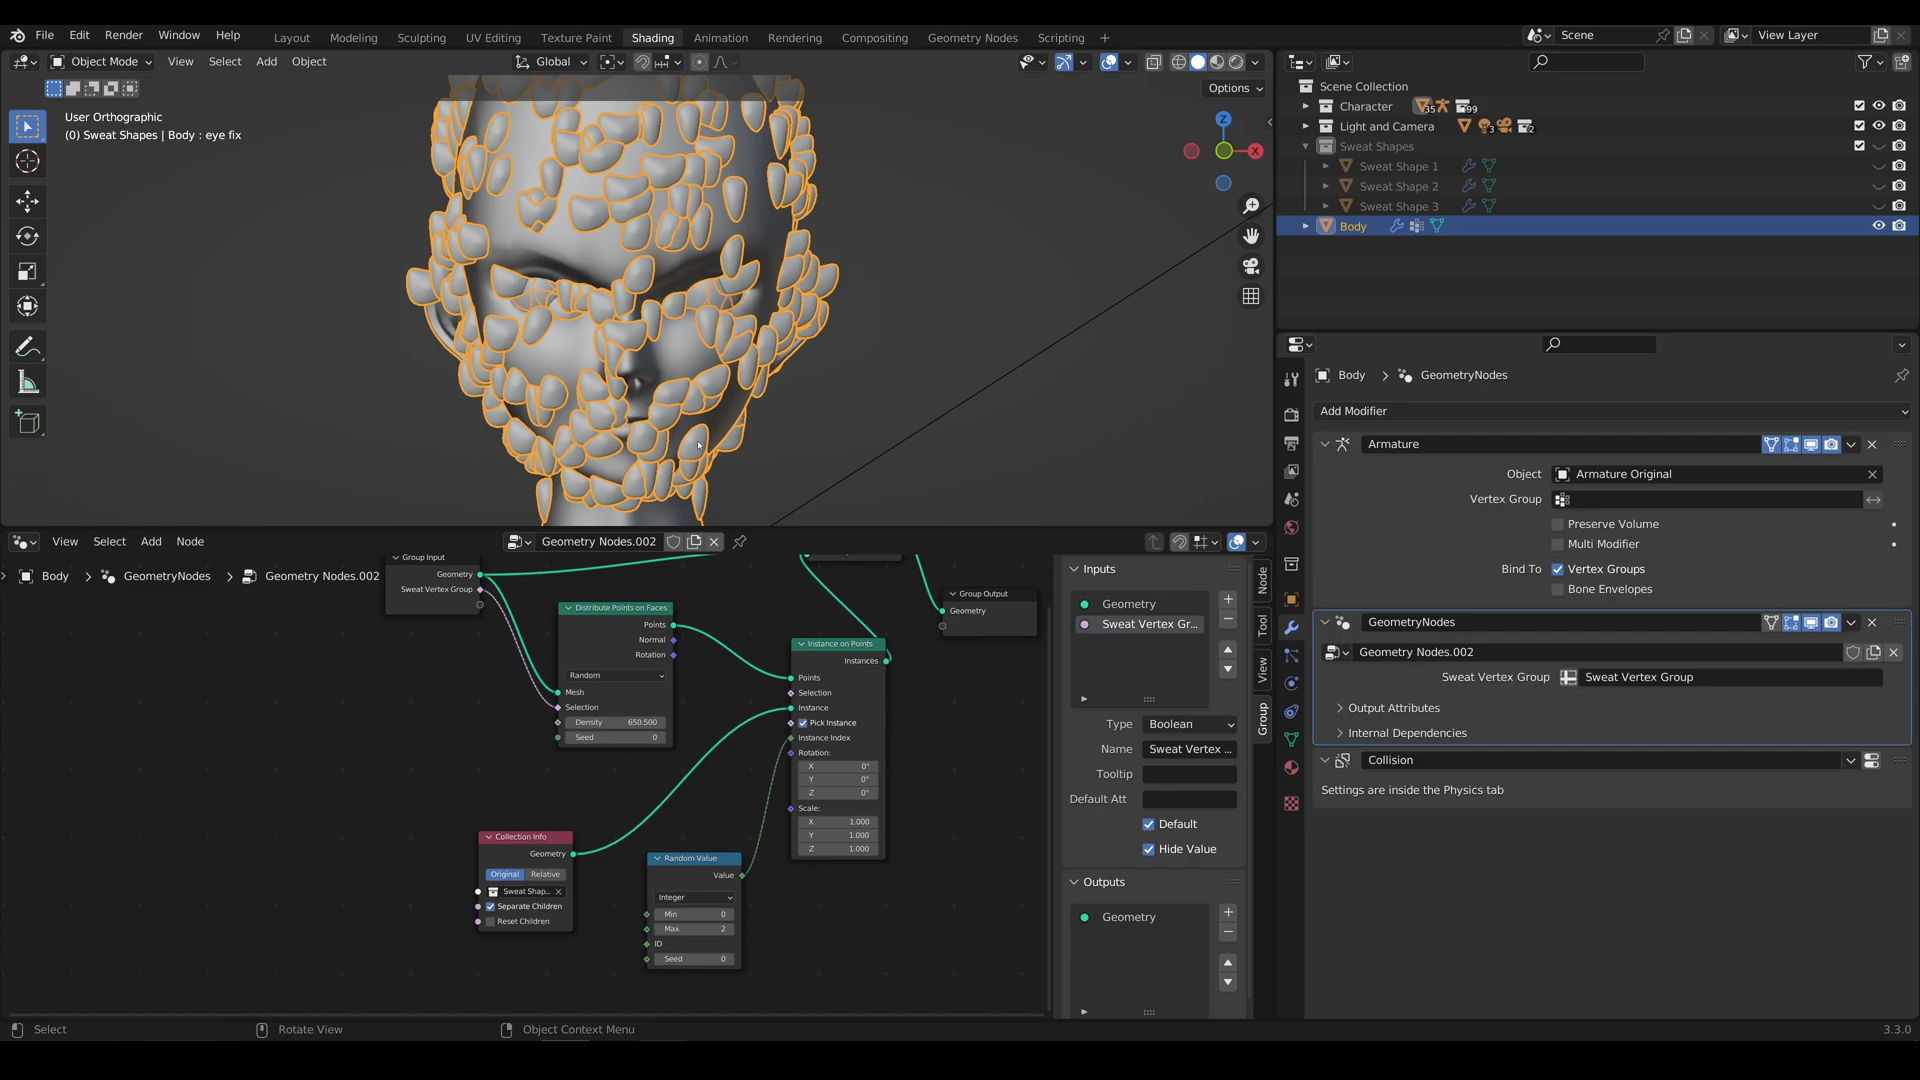 File Edit Render Window Help Layout Modeling Sculpting UV Editing Texture Paint Shading Animation Rendering Compositing Geometry Nodes Scripting + Scene View Layer
Object Mode View Select Add Object Global
Options
User Orthographic
(0) Sweat Shapes | Body : eye fix
Z
X
Scene Collection
Character 35 99
Light and Camera 3 2
Sweat Shapes
Sweat Shape 1
Sweat Shape 2
Sweat Shape 3
Body
Body > GeometryNodes
Add Modifier
Armature
Object Armature Original
Vertex Group
Preserve Volume
Multi Modifier
Bind To Vertex Groups
Bone Envelopes
GeometryNodes
Geometry Nodes.002
Sweat Vertex Group Sweat Vertex Group
Output Attributes
Internal Dependencies
Collision
Settings are inside the Physics tab
View Select Add Node Geometry Nodes.002
Body > GeometryNodes > Geometry Nodes.002
Group Input
Geometry
Sweat Vertex Group
Distribute Points on Faces
Points
Normal
Rotation
Random
Mesh
Selection
Density 650.500
Seed 0
Instance on Points
Instances
Points
Selection
Instance
Pick Instance
Instance Index
Rotation:
X 0°
Y 0°
Z 0°
Scale:
X 1.000
Y 1.000
Z 1.000
Group Output
Geometry
Collection Info
Geometry
Original Relative
Sweat Shap..
Separate Children
Reset Children
Random Value
Value
Integer
Min 0
Max 2
ID
Seed 0
Inputs
Geometry
Sweat Vertex Gr...
Type Boolean
Name Sweat Vertex ...
Tooltip
Default Att
Default
Hide Value
Outputs
Geometry
Node
Tool
View
Group
Select Rotate View Object Context Menu 3.3.0